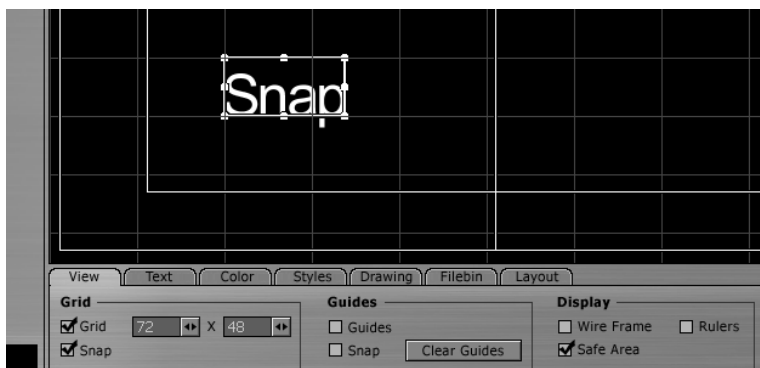 Snap
View Text Color Styles Drawing Filebin Layout
Grid Guides Display
Grid 72 X 48 Guides Wire Frame Rulers
Snap Snap Clear Guides Safe Area